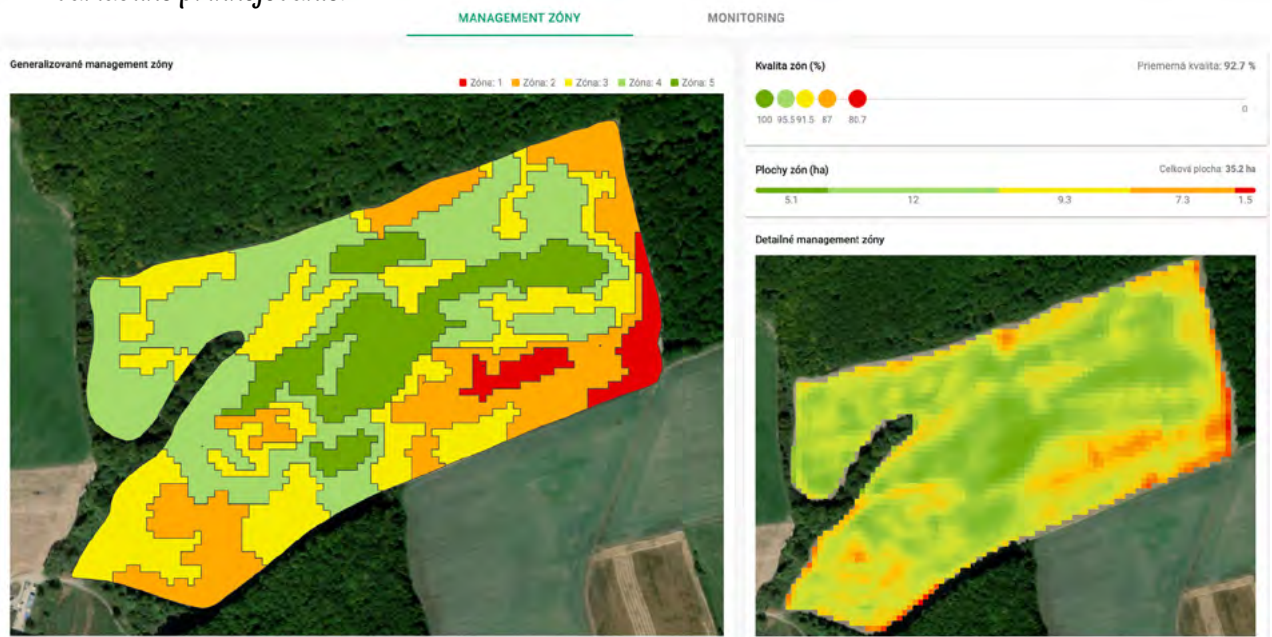 MANAGEMENT ZÓNY
MONITORING
Generalizované management zóny
Zóna: 1 Zóna: 2 Zóna: 3 Zóna: 4 Zóna: 5
Kvalita zón (%)
Priemerná kvalita: 92.7 %
100 95.5 91.5 87 80.7
0
Plochy zón (ha)
Celková plocha: 35.2 ha
5.1 12 9.3 7.3 1.5
Detailné management zóny